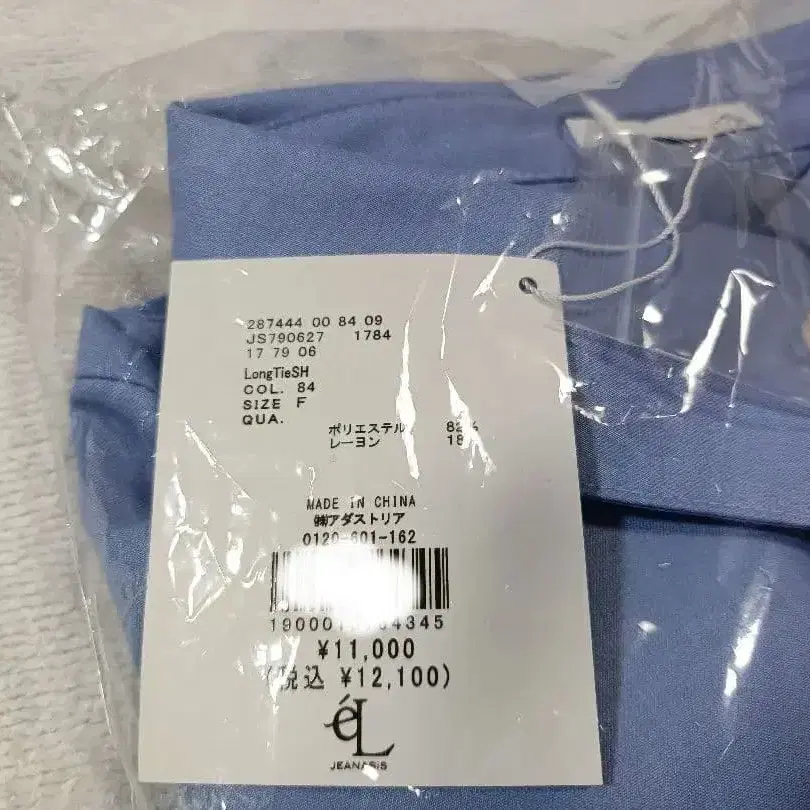 287444 00 84 09
JS790627 1784
17 79 06
LongTieSH
COL. 84
SIZE F
QUA.
ポリエステル
レーヨン 18
MADE IN CHINA
㈱アダストリア
0120-601-162
¥11,000
(税込 ¥12,100)
éL
JEANASIS